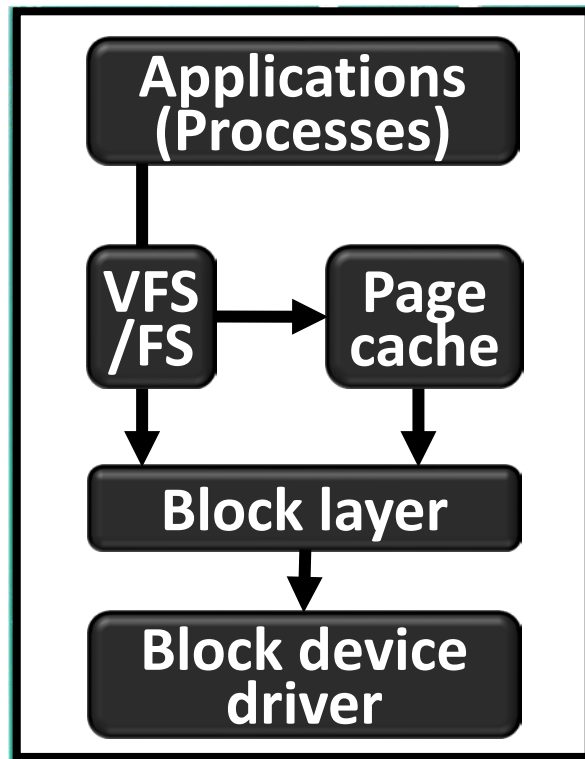 Applications
(Processes)
VFS
/FS
Page
cache
Block layer
Block device
driver